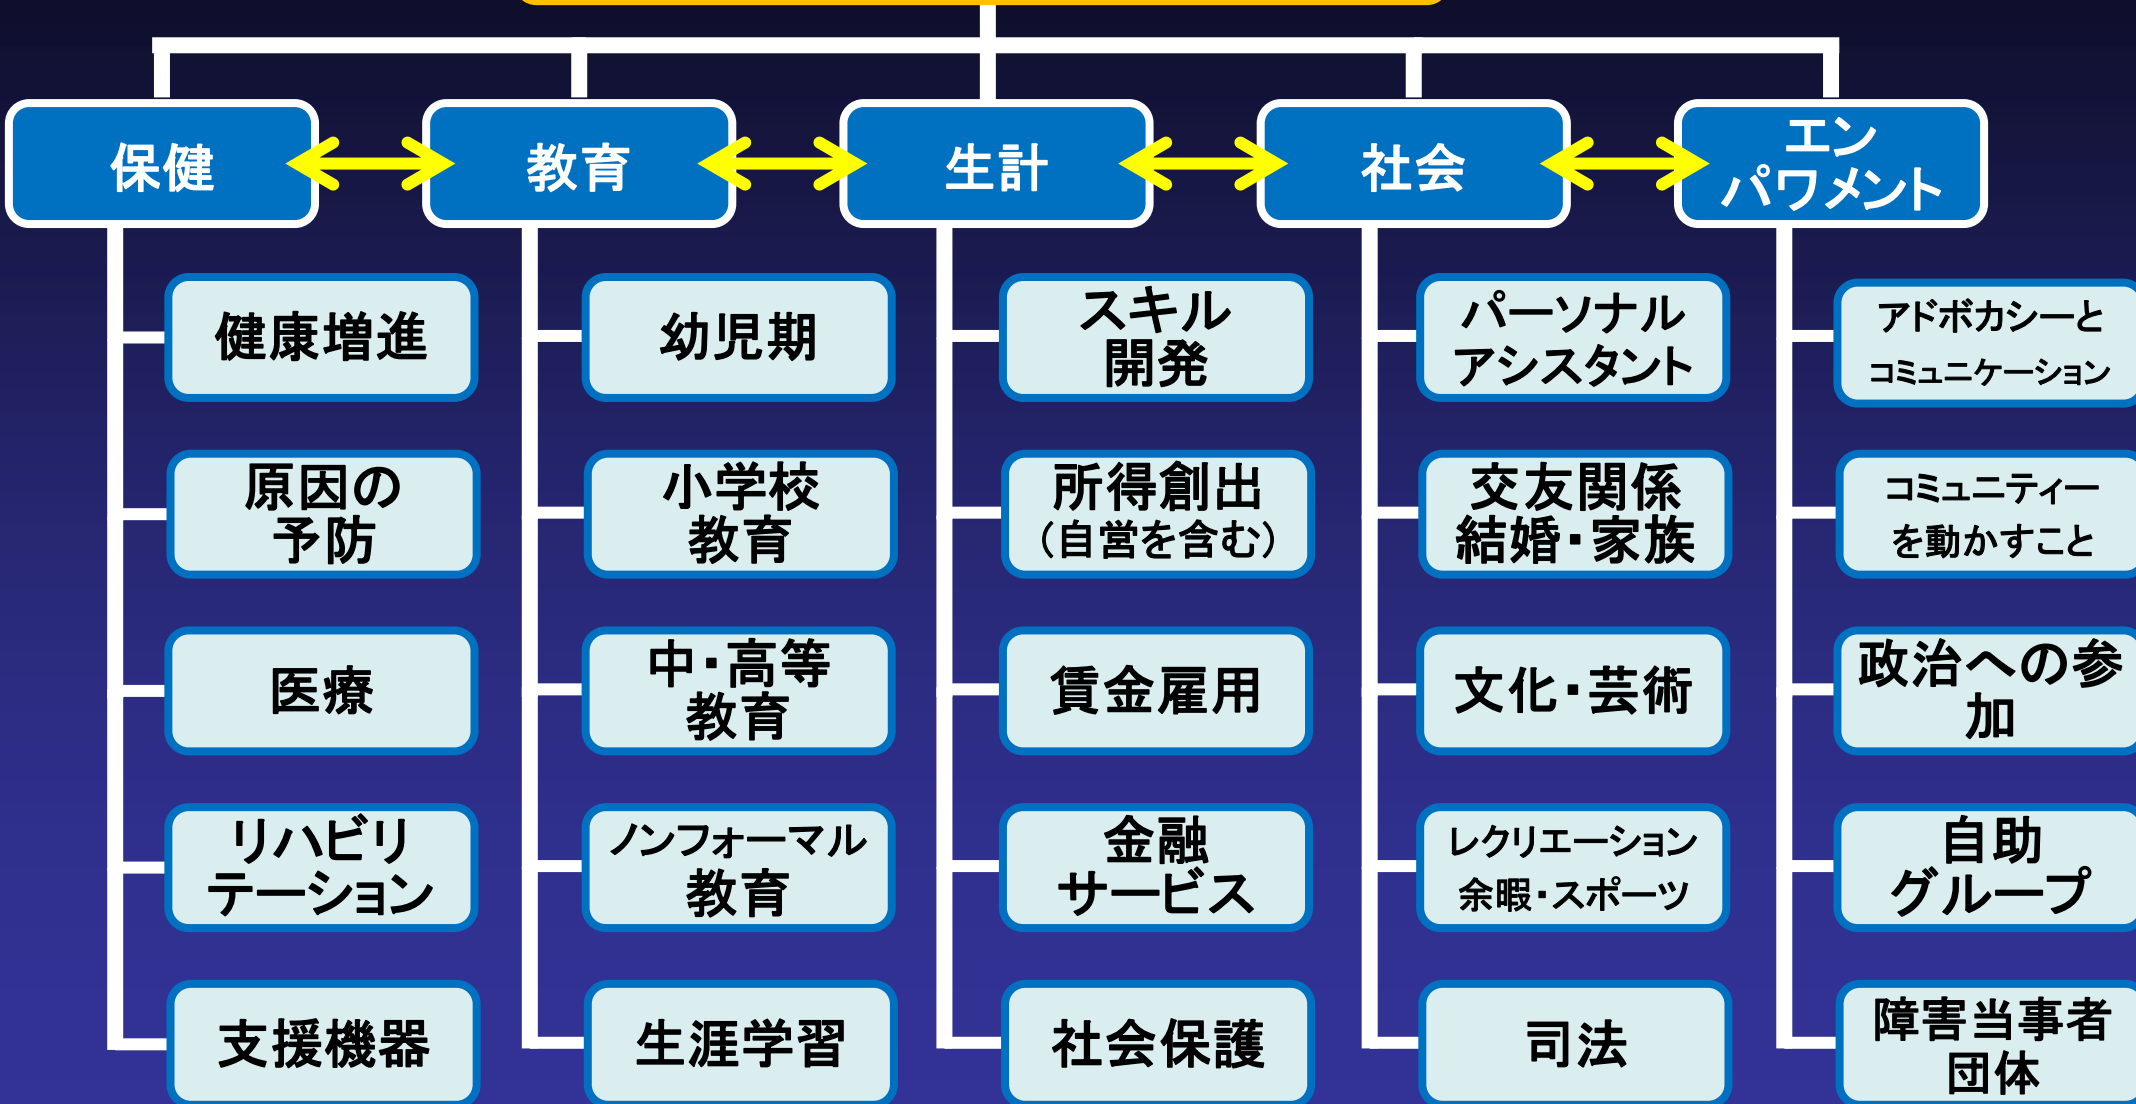 保健
教育
生計
社会
エン
パワメント
健康増進
原因の
予防
医療
リハビリ
テーション
支援機器
幼児期
小学校
教育
中・高等
教育
ノンフォーマル
教育
生涯学習
スキル
開発
所得創出
（自営を含む）
賃金雇用
金融
サービス
社会保護
パーソナル
アシスタント
交友関係
結婚・家族
文化・芸術
レクリエーション
余暇・スポーツ
司法
アドボカシーと
コミュニケーション
コミュニティー
を動かすこと
政治への参
加
自助
グループ
障害当事者
団体